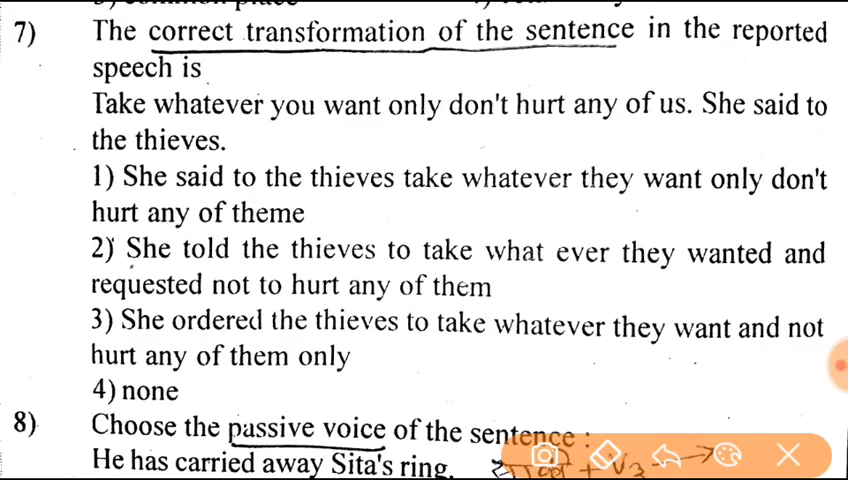 7) The correct transformation of the sentence in the reported
speech is
Take whatever you want only don't hurt any of us. She said to
the thieves.
1) She said to the thieves take whatever they want only don't
hurt any of theme
2) She told the thieves to take what ever they wanted and
requested not to hurt any of them
3) She ordered the thieves to take whatever they want and not
hurt any of them only
4) none
8) Choose the passive voice of the sentence :
He has carried away Sita's ring.
+ V3